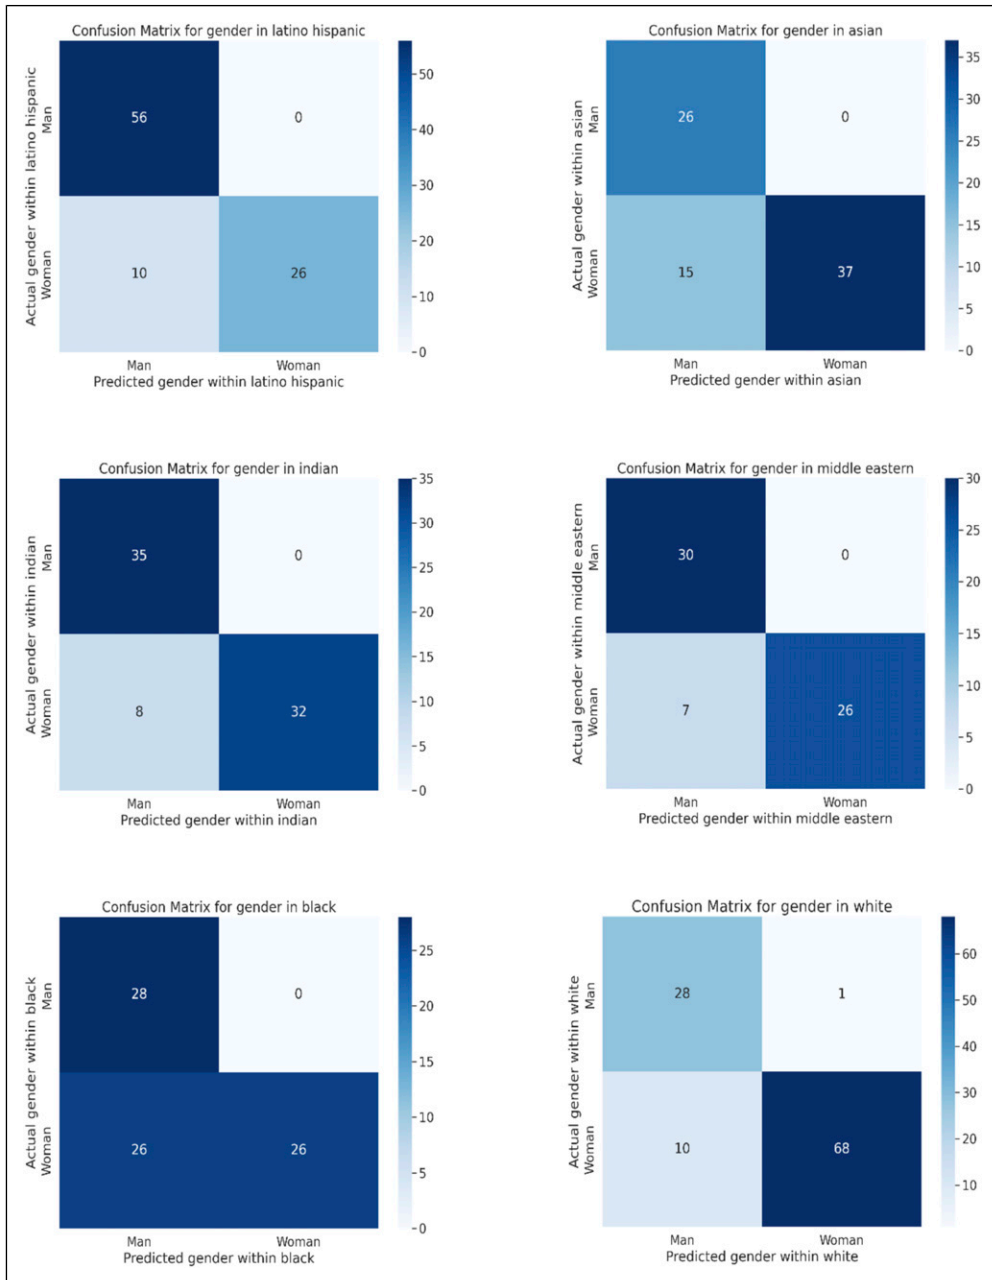 Confusion Matrix for gender in latino hispanic
Actual gender within latino hispanic
Man
Woman
56
0
10
26
Man
Woman
Predicted gender within latino hispanic
50
40
30
20
10
0
Confusion Matrix for gender in asian
Actual gender within asian
Man
Woman
26
0
15
37
Man
Woman
Predicted gender within asian
35
30
25
20
15
10
5
0
Confusion Matrix for gender in indian
Actual gender within indian
Man
Woman
35
0
8
32
Man
Woman
Predicted gender within indian
35
30
25
20
15
10
5
0
Confusion Matrix for gender in middle eastern
Actual gender within middle eastern
Man
Woman
30
0
7
26
Man
Woman
Predicted gender within middle eastern
30
25
20
15
10
5
0
Confusion Matrix for gender in black
Actual gender within black
Man
Woman
28
0
26
26
Man
Woman
Predicted gender within black
25
20
15
10
5
0
Confusion Matrix for gender in white
Actual gender within white
Man
Woman
28
1
10
68
Man
Woman
Predicted gender within white
60
50
40
30
20
10